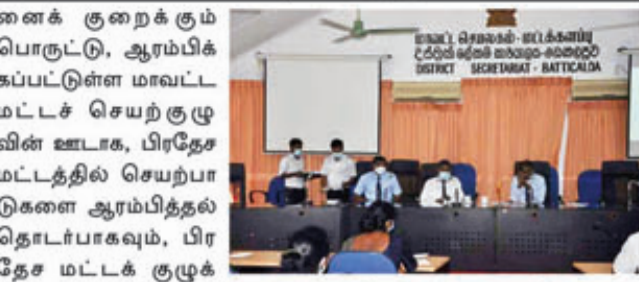 னைக் குறைக்கும்
பொருட்டு, ஆரம்பிக்
கப்பட்டுள்ள மாவட்ட
மட்டச் செயற்குழு
வின் ஊடாக, பிரதேச
மட்டத்தில் செயற்பா
டுகளை ஆரம்பித்தல்
தொடர்பாகவும், பிர
தேச மட்டக் குழுக்
மாவட்ட செயலகம் - மட்டக்களப்பு
DISTRICT SECRETARIAT - BATTICALOA